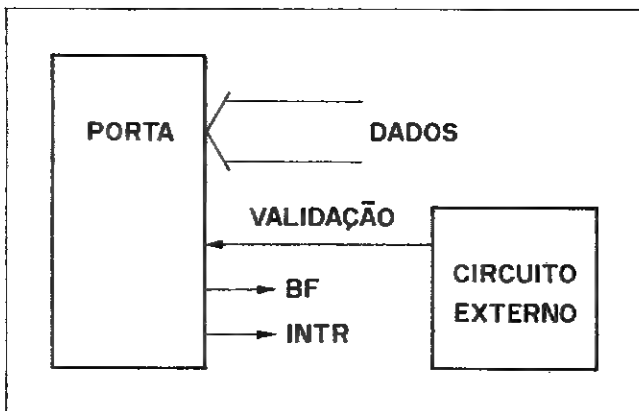 PORTA
DADOS
VALIDAÇÃO
CIRCUITO
EXTERNO
BF
INTR